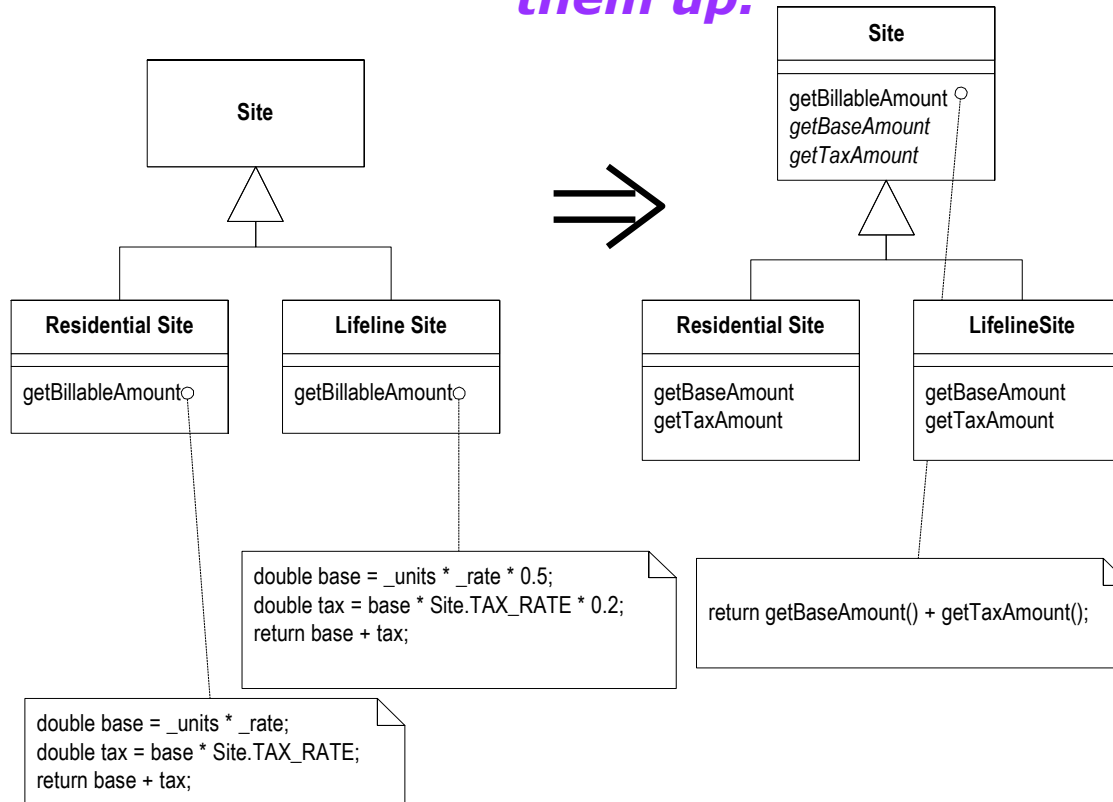 them up.
Site
Residential Site
getBillableAmount
Lifeline Site
getBillableAmount
double base = _units * _rate * 0.5;
double tax = base * Site.TAX_RATE * 0.2;
return base + tax;
double base = _units * _rate;
double tax = base * Site.TAX_RATE;
return base + tax;
Site
getBillableAmount
getBaseAmount
getTaxAmount
Residential Site
getBaseAmount
getTaxAmount
LifelineSite
getBaseAmount
getTaxAmount
return getBaseAmount() + getTaxAmount();